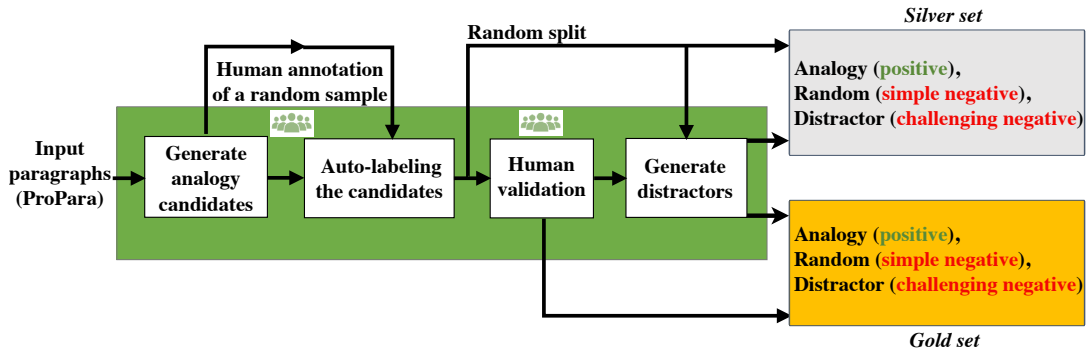 Silver set
Random split
Human annotation
of a random sample
Analogy (positive),
Random (simple negative),
Distractor (challenging negative)
Input
paragraphs
(ProPara)
Generate
analogy
candidates
Auto-labeling
the candidates
Human
validation
Generate
distractors
Analogy (positive),
Random (simple negative),
Distractor (challenging negative)
Gold set